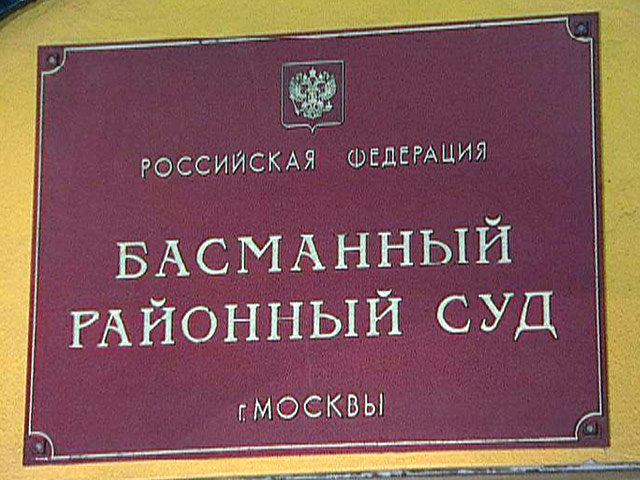 РОССИЙСКАЯ ФЕДЕРАЦИЯ
БАСМАННЫЙ
РАЙОННЫЙ СУД
г. МОСКВЫ